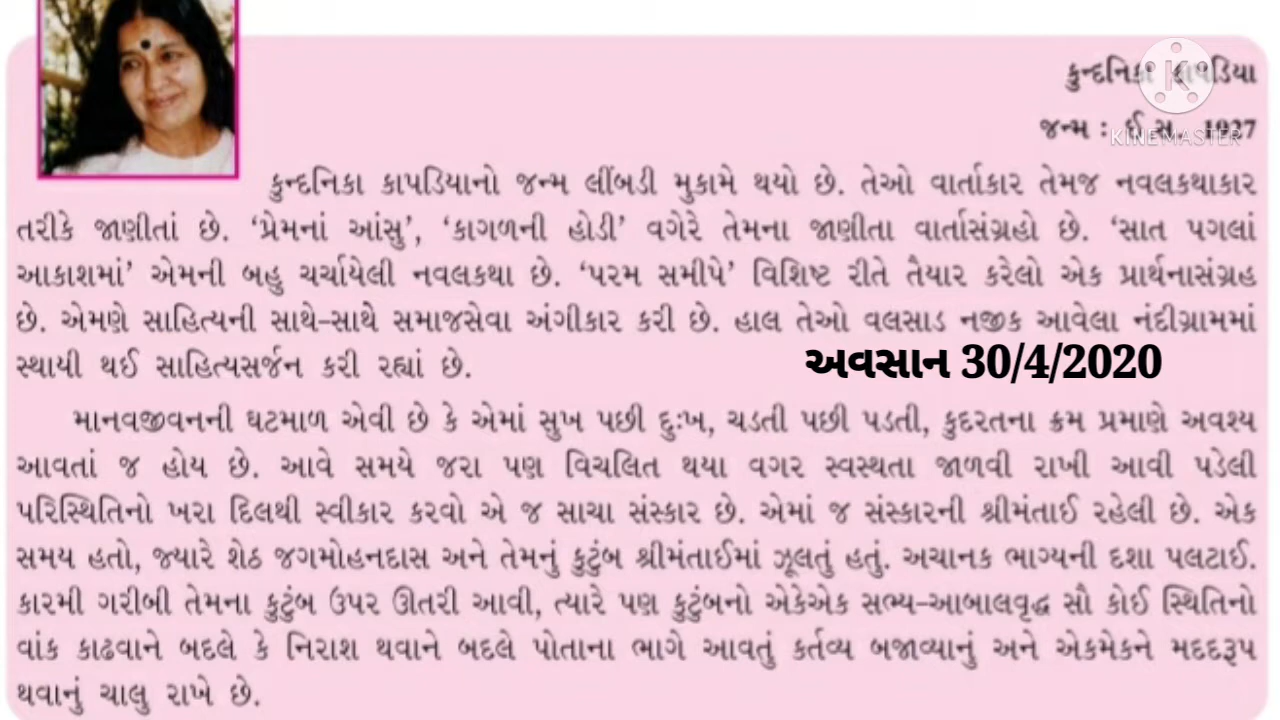 કુન્દનિકા કાપડિયા
જન્મ : ઈ.સ. 1927
KINEMASTER
કુન્દનિકા કાપડિયાનો જન્મ લીંબડી મુકામે થયો છે. તેઓ વાર્તાકાર તેમજ નવલકથાકાર
તરીકે જાણીતાં છે. ‘પ્રેમનાં આંસુ’, ‘કાગળની હોડી’ વગેરે તેમના જાણીતા વાર્તાસંગ્રહો છે. ‘સાત પગલાં
આકાશમાં’ એમની બહુ ચર્ચાયેલી નવલકથા છે. ‘પરમ સમીપે’ વિશિષ્ટ રીતે તૈયાર કરેલો એક પ્રાર્થનાસંગ્રહ
છે. એમણે સાહિત્યની સાથે-સાથે સમાજસેવા અંગીકાર કરી છે. હાલ તેઓ વલસાડ નજીક આવેલા નંદીગ્રામમાં
સ્થાયી થઈ સાહિત્યસર્જન કરી રહ્યાં છે.
અવસાન 30/4/2020
માનવજીવનની ઘટમાળ એવી છે કે એમાં સુખ પછી દુઃખ, ચડતી પછી પડતી, કુદરતના ક્રમ પ્રમાણે અવશ્ય
આવતાં જ હોય છે. આવે સમયે જરા પણ વિચલિત થયા વગર સ્વસ્થતા જાળવી રાખી આવી પડેલી
પરિસ્થિતિનો ખરા દિલથી સ્વીકાર કરવો એ જ સાચા સંસ્કાર છે. એમાં જ સંસ્કારની શ્રીમંતાઈ રહેલી છે. એક
સમય હતો, જ્યારે શેઠ જગમોહનદાસ અને તેમનું કુટુંબ શ્રીમંતાઈમાં ઝૂલતું હતું. અચાનક ભાગ્યની દશા પલટાઈ.
કારમી ગરીબી તેમના કુટુંબ ઉપર ઊતરી આવી, ત્યારે પણ કુટુંબનો એકેએક સભ્ય-આબાલવૃદ્ધ સૌ કોઈ સ્થિતિનો
વાંક કાઢવાને બદલે કે નિરાશ થવાને બદલે પોતાના ભાગે આવતું કર્તવ્ય બજાવ્યાનું અને એકમેકને મદદરૂપ
થવાનું ચાલુ રાખે છે.